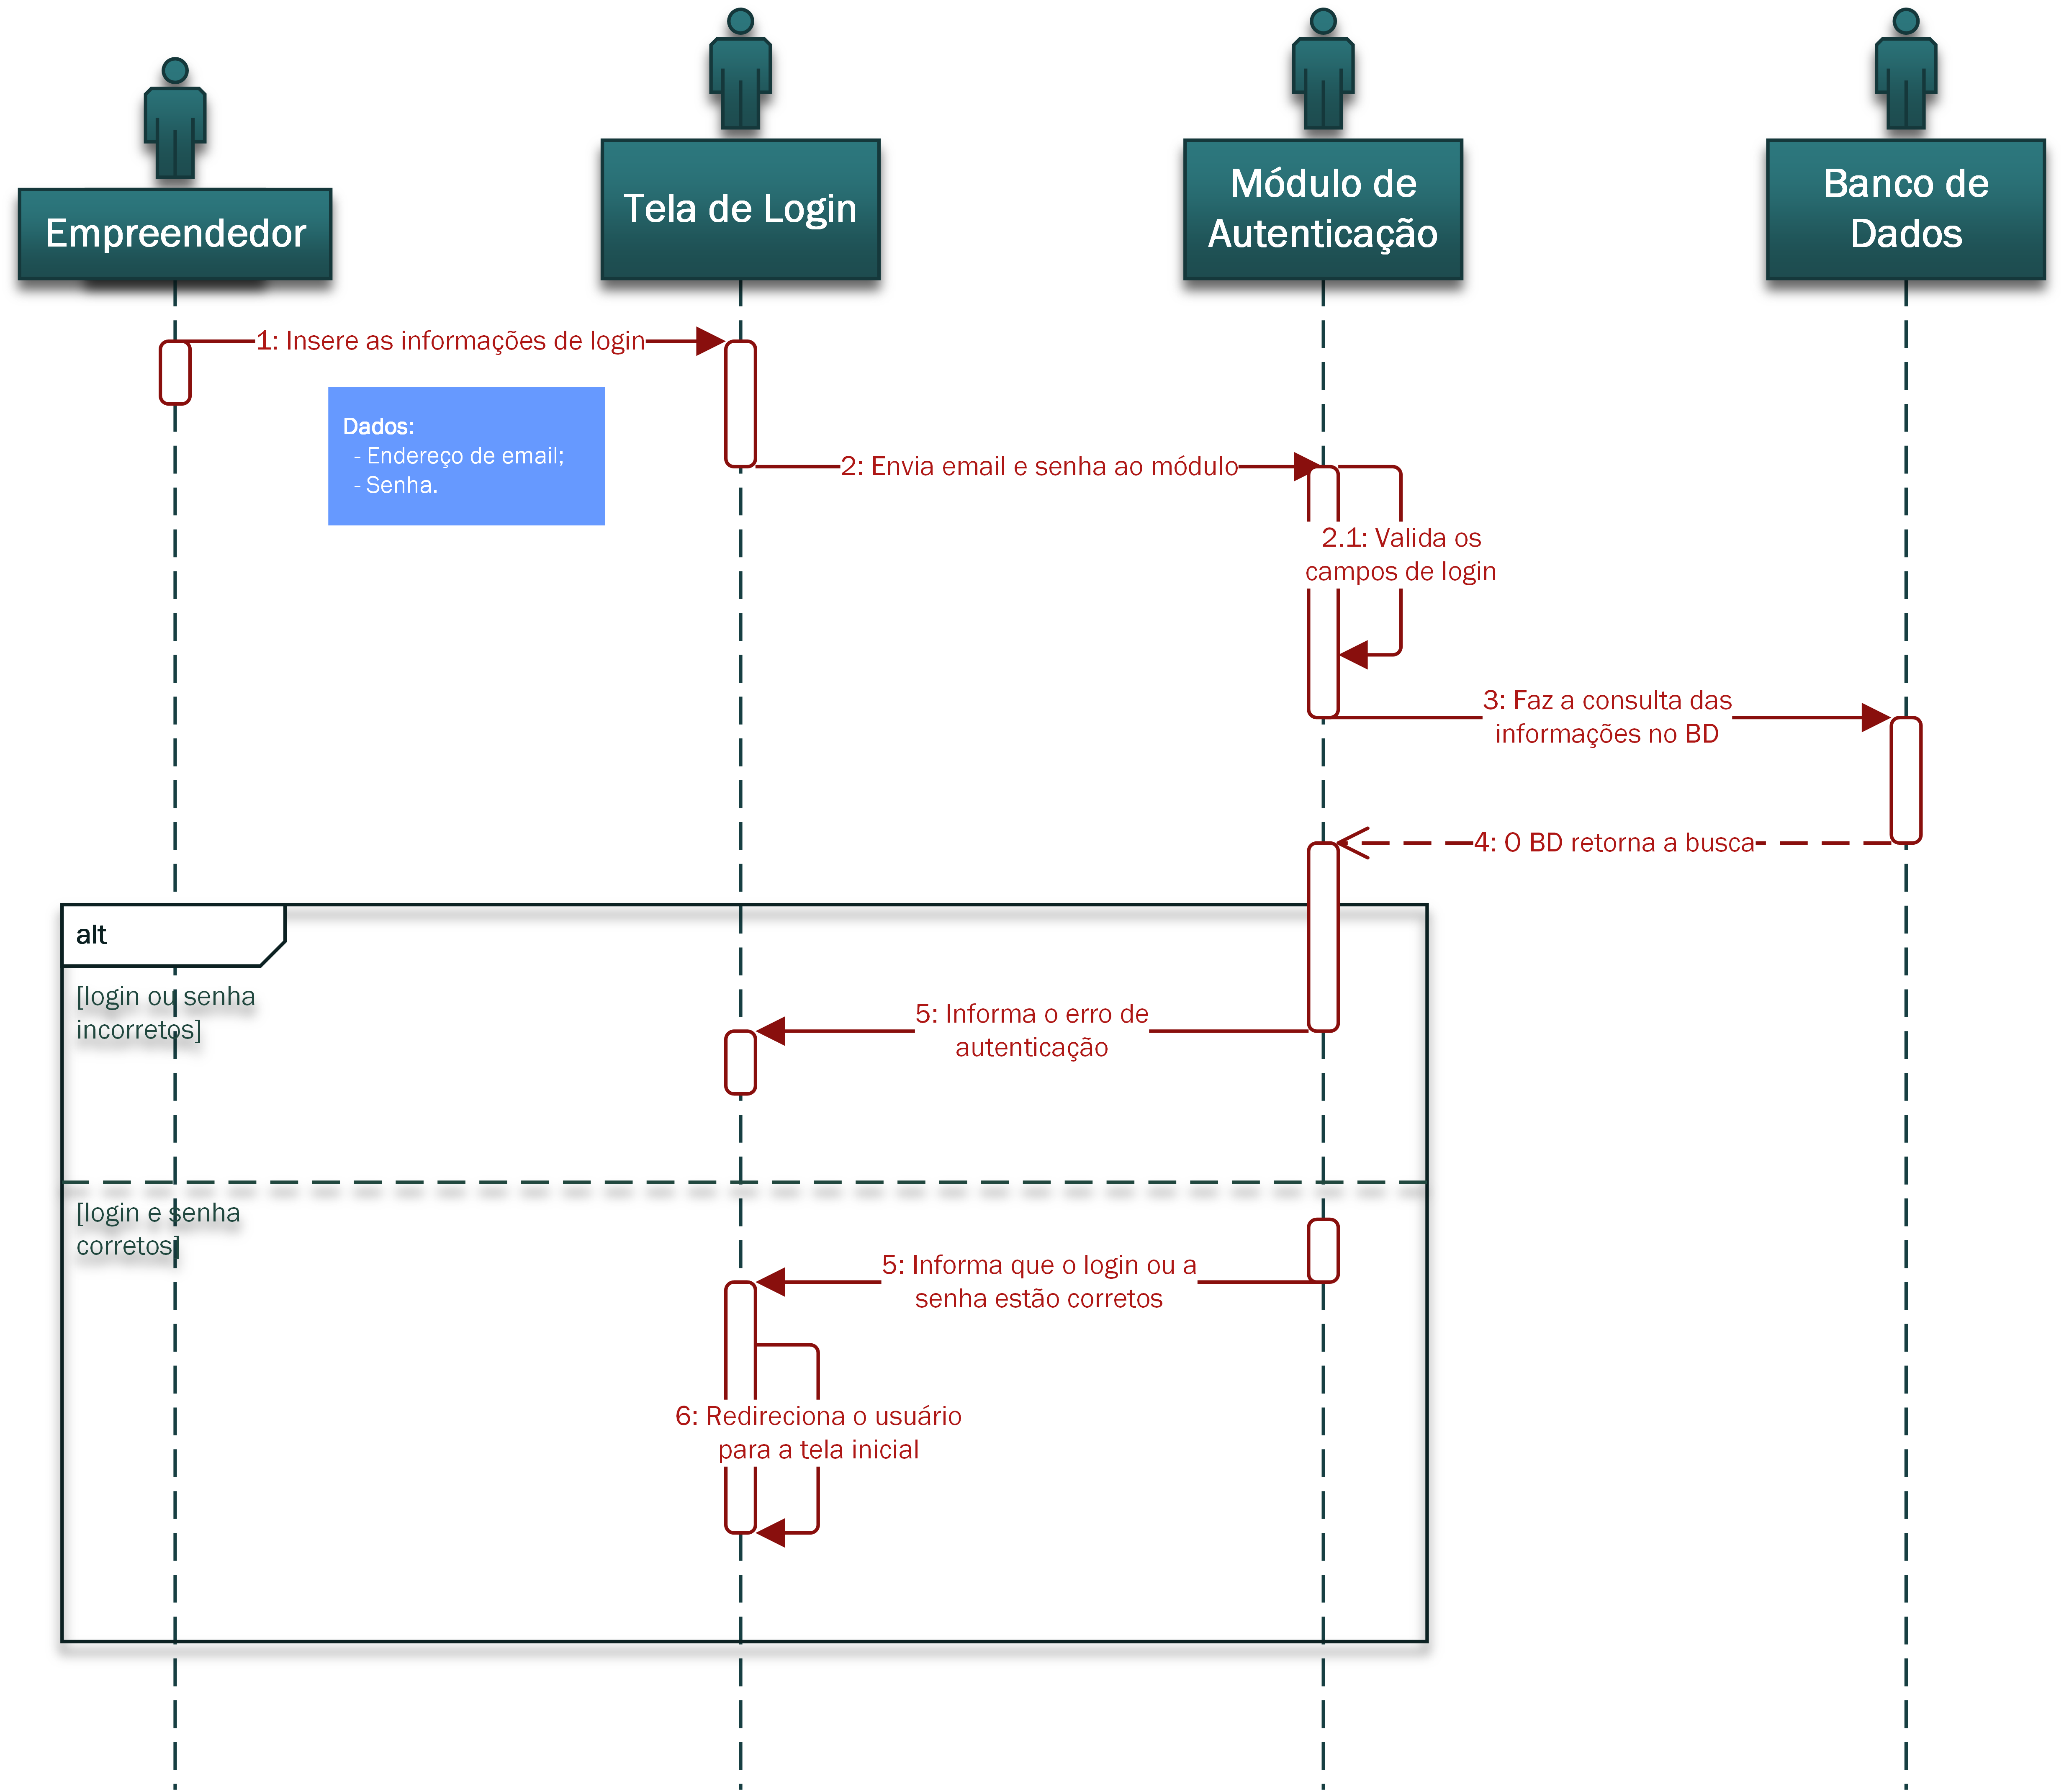 Empreendedor
Tela de Login
Módulo de
Autenticação
Banco de
Dados
1: Insere as informações de login
Dados:
- Endereço de email;
- Senha.
2: Envia email e senha ao módulo
2.1: Valida os
campos de login
3: Faz a consulta das
informações no BD
4: O BD retorna a busca
alt
[login ou senha
incorretos]
5: Informa o erro de
autenticação
[login e senha
corretos]
5: Informa que o login ou a
senha estão corretos
6: Redireciona o usuário
para a tela inicial